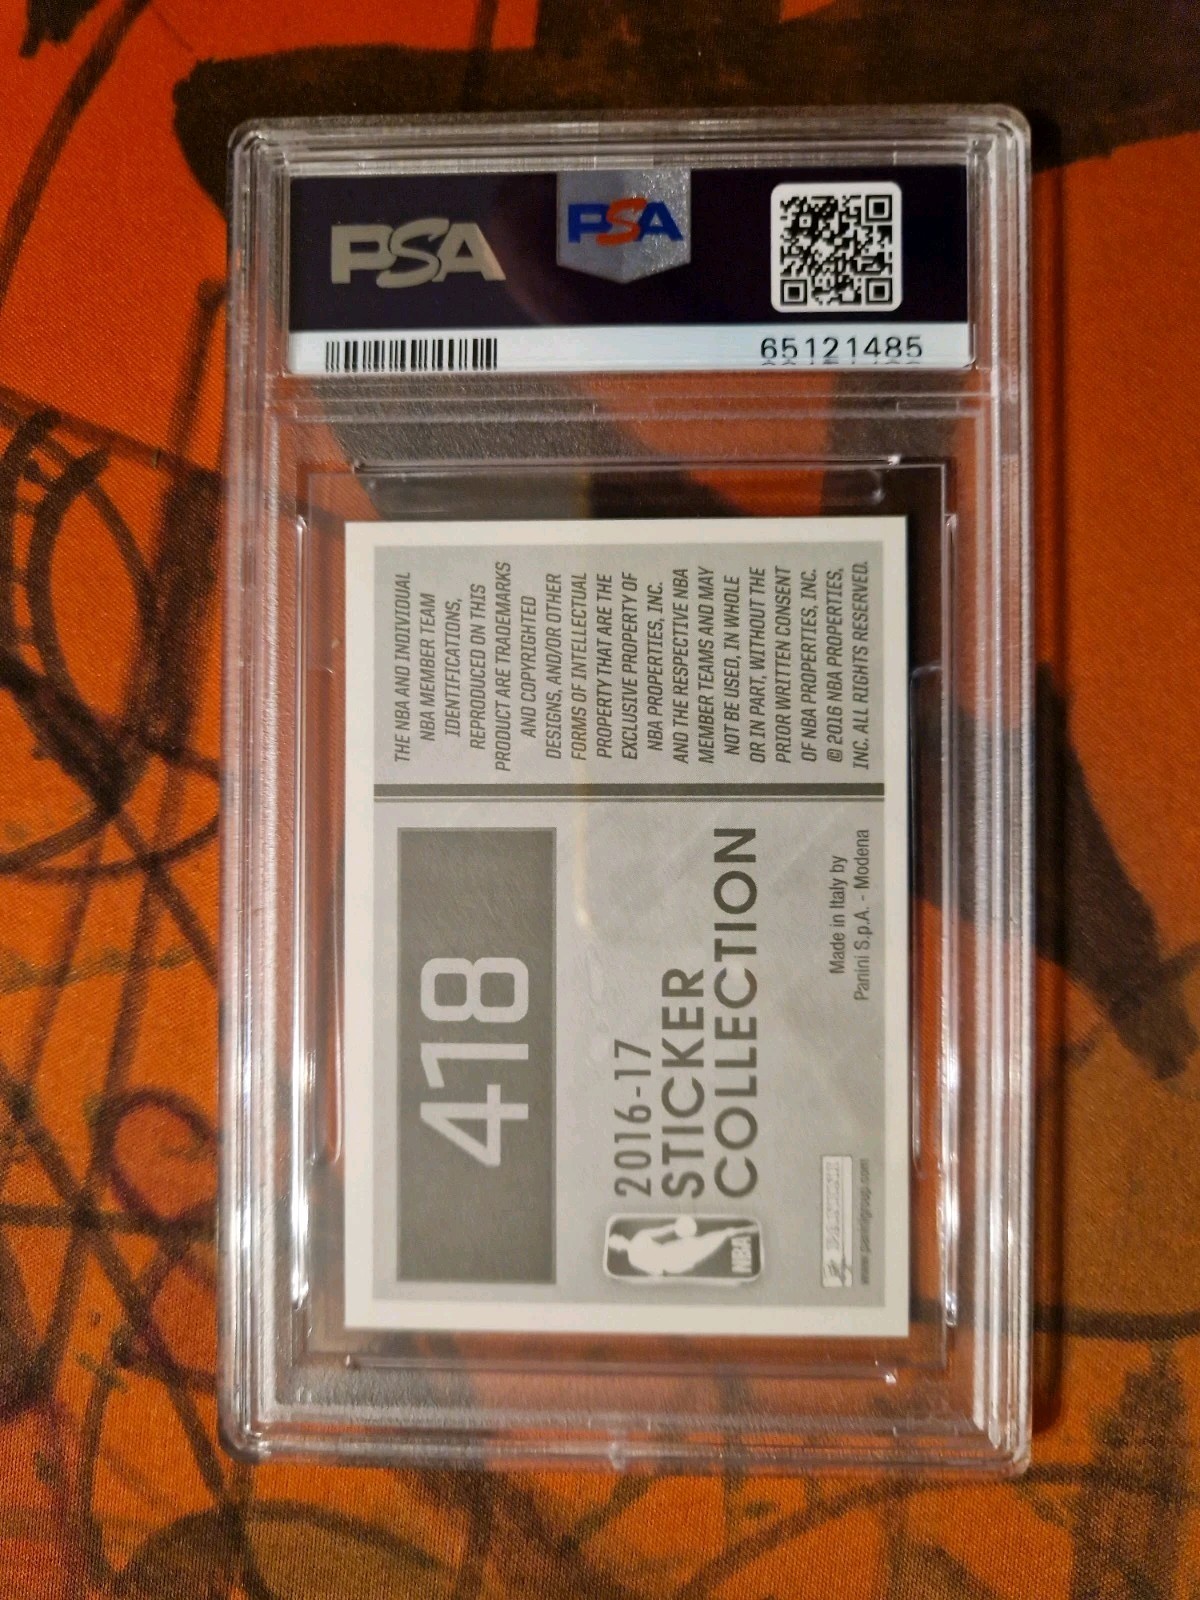 PSA
PSA
65121485
THE NBA AND INDIVIDUAL
NBA MEMBER TEAM
IDENTIFICATIONS,
REPRODUCED ON THIS
PRODUCT ARE TRADEMARKS
AND COPYRIGHTED
DESIGNS, AND/OR OTHER
FORMS OF INTELLECTUAL
PROPERTY THAT ARE THE
EXCLUSIVE PROPERTY OF
NBA PROPERTIES, INC.
AND THE RESPECTIVE NBA
MEMBER TEAMS AND MAY
NOT BE USED, IN WHOLE
OR IN PART, WITHOUT THE
PRIOR WRITTEN CONSENT
OF NBA PROPERTIES, INC.
© 2016 NBA PROPERTIES,
INC. ALL RIGHTS RESERVED.
418
2016-17
STICKER
COLLECTION
NBA
Made in Italy by
Panini S.p.A. - Modena
PANINI
www.paninigroup.com